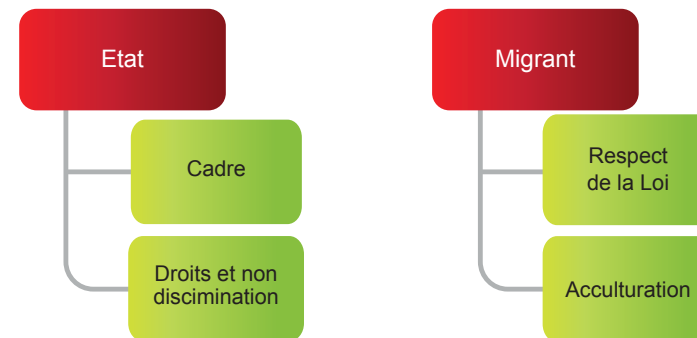 Etat
Cadre
Droits et non
discimination
Migrant
Respect
de la Loi
Acculturation